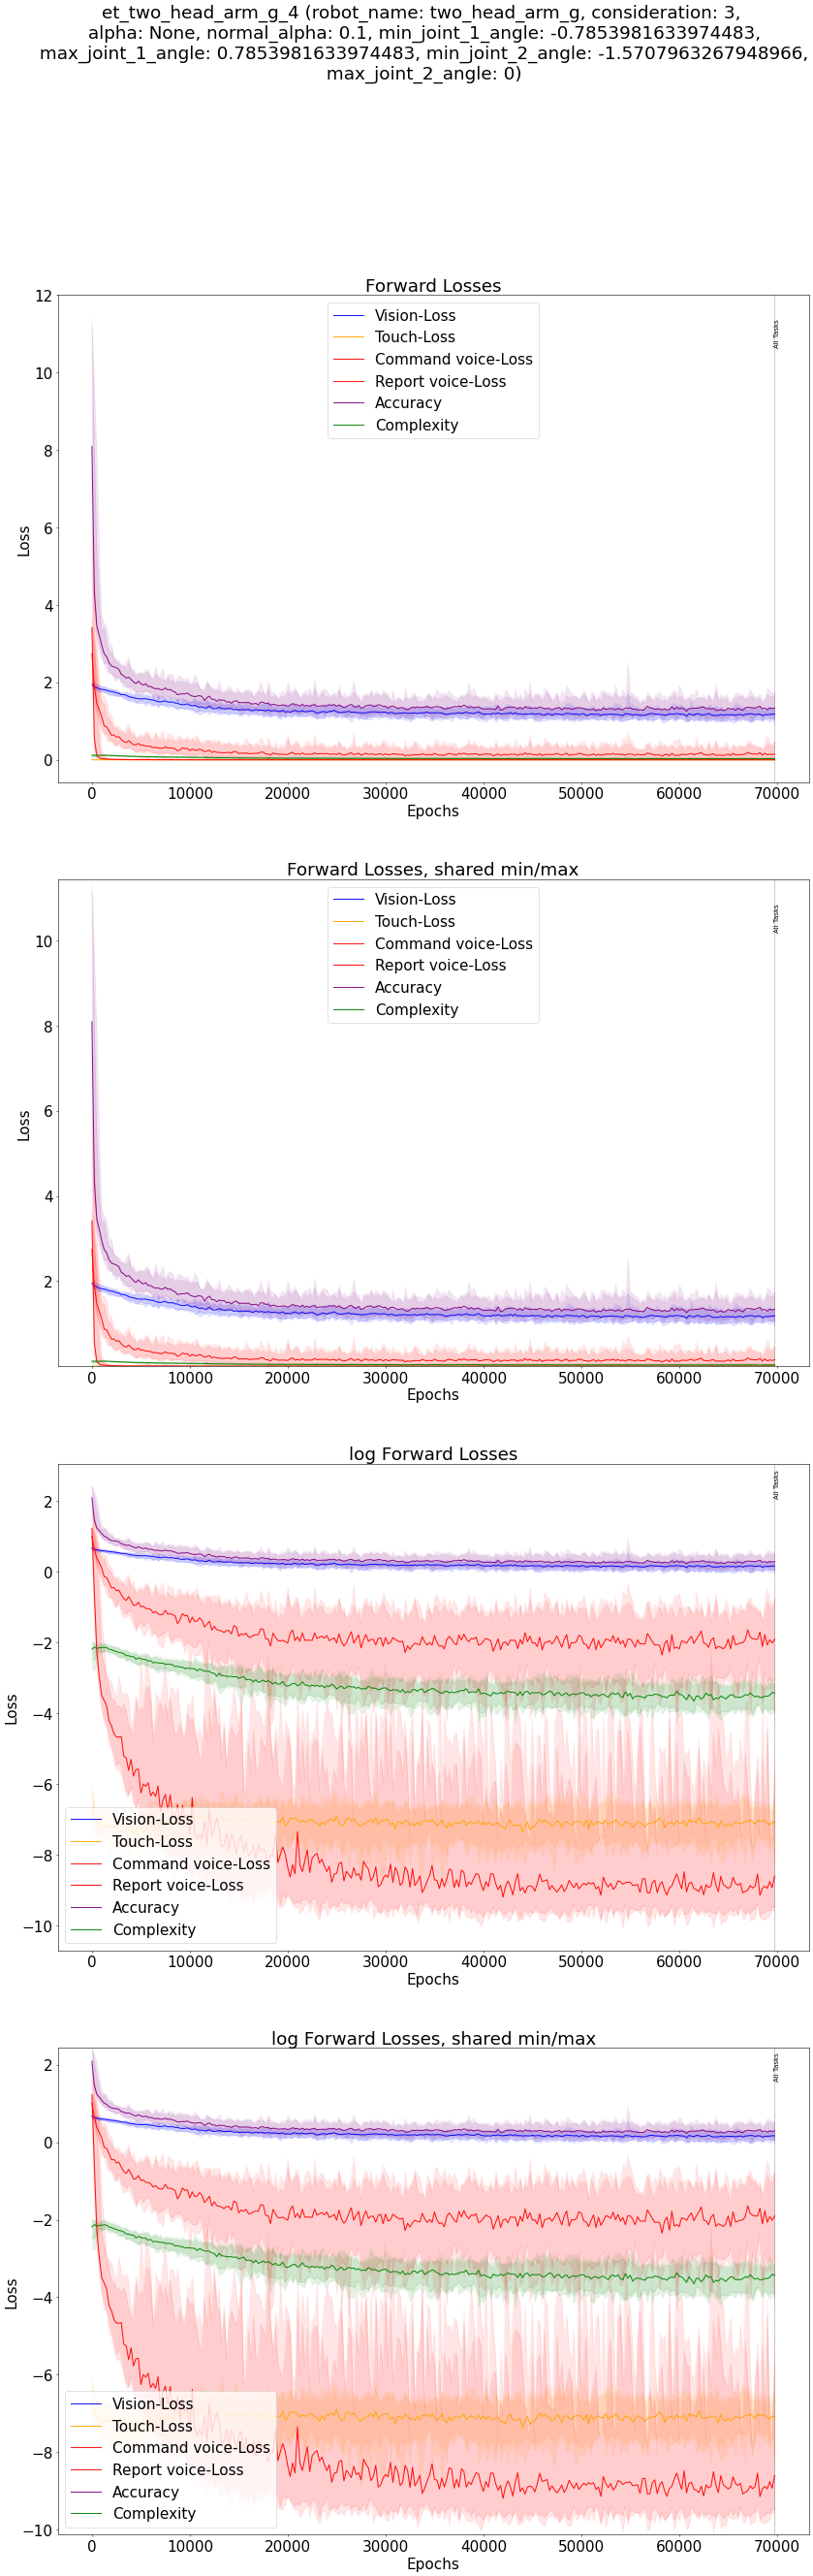 et_two_head_arm_g_4 (robot_name: two_head_arm_g, consideration: 3,
alpha: None, normal_alpha: 0.1, min_joint_1_angle: -0.7853981633974483,
max_joint_1_angle: 0.7853981633974483, min_joint_2_angle: -1.5707963267948966,
max_joint_2_angle: 0)
Forward Losses
12
10
8
6
4
2
0
Loss
Vision-Loss
Touch-Loss
Command voice-Loss
Report voice-Loss
Accuracy
Complexity
All Tasks
0 10000 20000 30000 40000 50000 60000 70000
Epochs
Forward Losses, shared min/max
10
8
6
4
2
Loss
Vision-Loss
Touch-Loss
Command voice-Loss
Report voice-Loss
Accuracy
Complexity
All Tasks
0 10000 20000 30000 40000 50000 60000 70000
Epochs
log Forward Losses
2
0
−2
−4
−6
−8
−10
Loss
Vision-Loss
Touch-Loss
Command voice-Loss
Report voice-Loss
Accuracy
Complexity
All Tasks
0 10000 20000 30000 40000 50000 60000 70000
Epochs
log Forward Losses, shared min/max
2
0
−2
−4
−6
−8
−10
Loss
Vision-Loss
Touch-Loss
Command voice-Loss
Report voice-Loss
Accuracy
Complexity
All Tasks
0 10000 20000 30000 40000 50000 60000 70000
Epochs